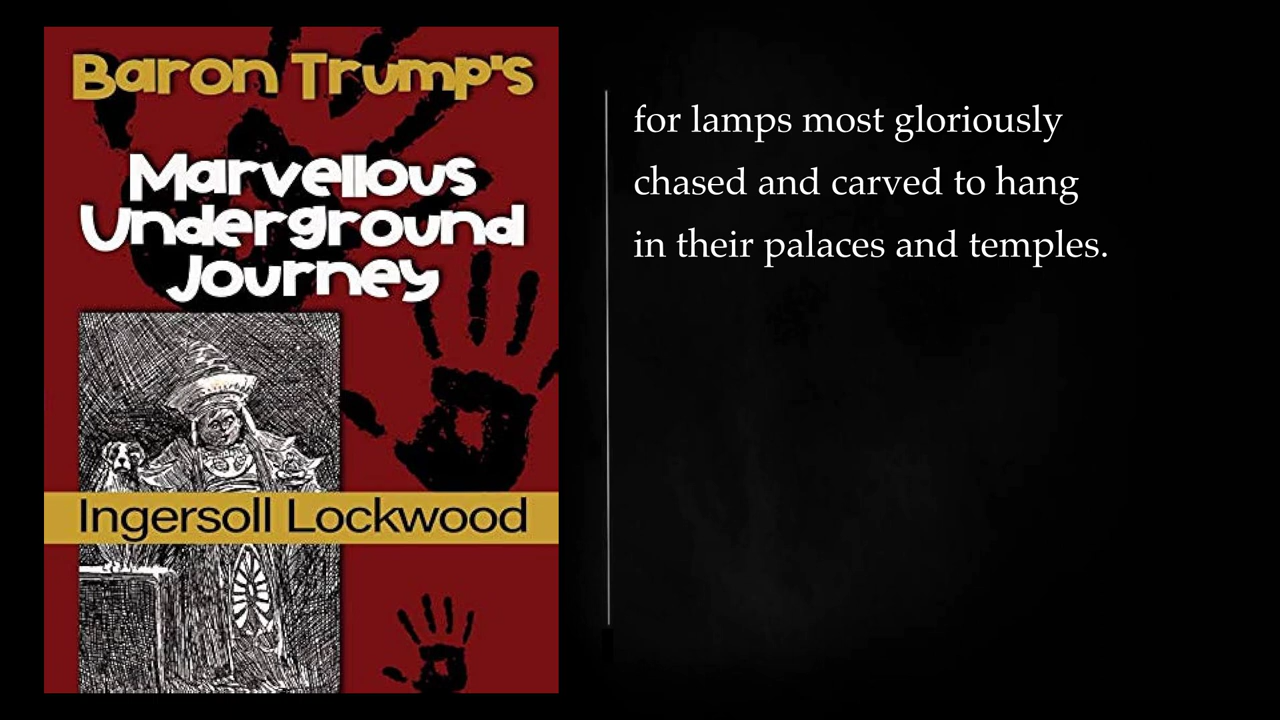 Baron Trump's
Marvellous
Underground
Journey
Ingersoll Lockwood
for lamps most gloriously
chased and carved to hang
in their palaces and temples.